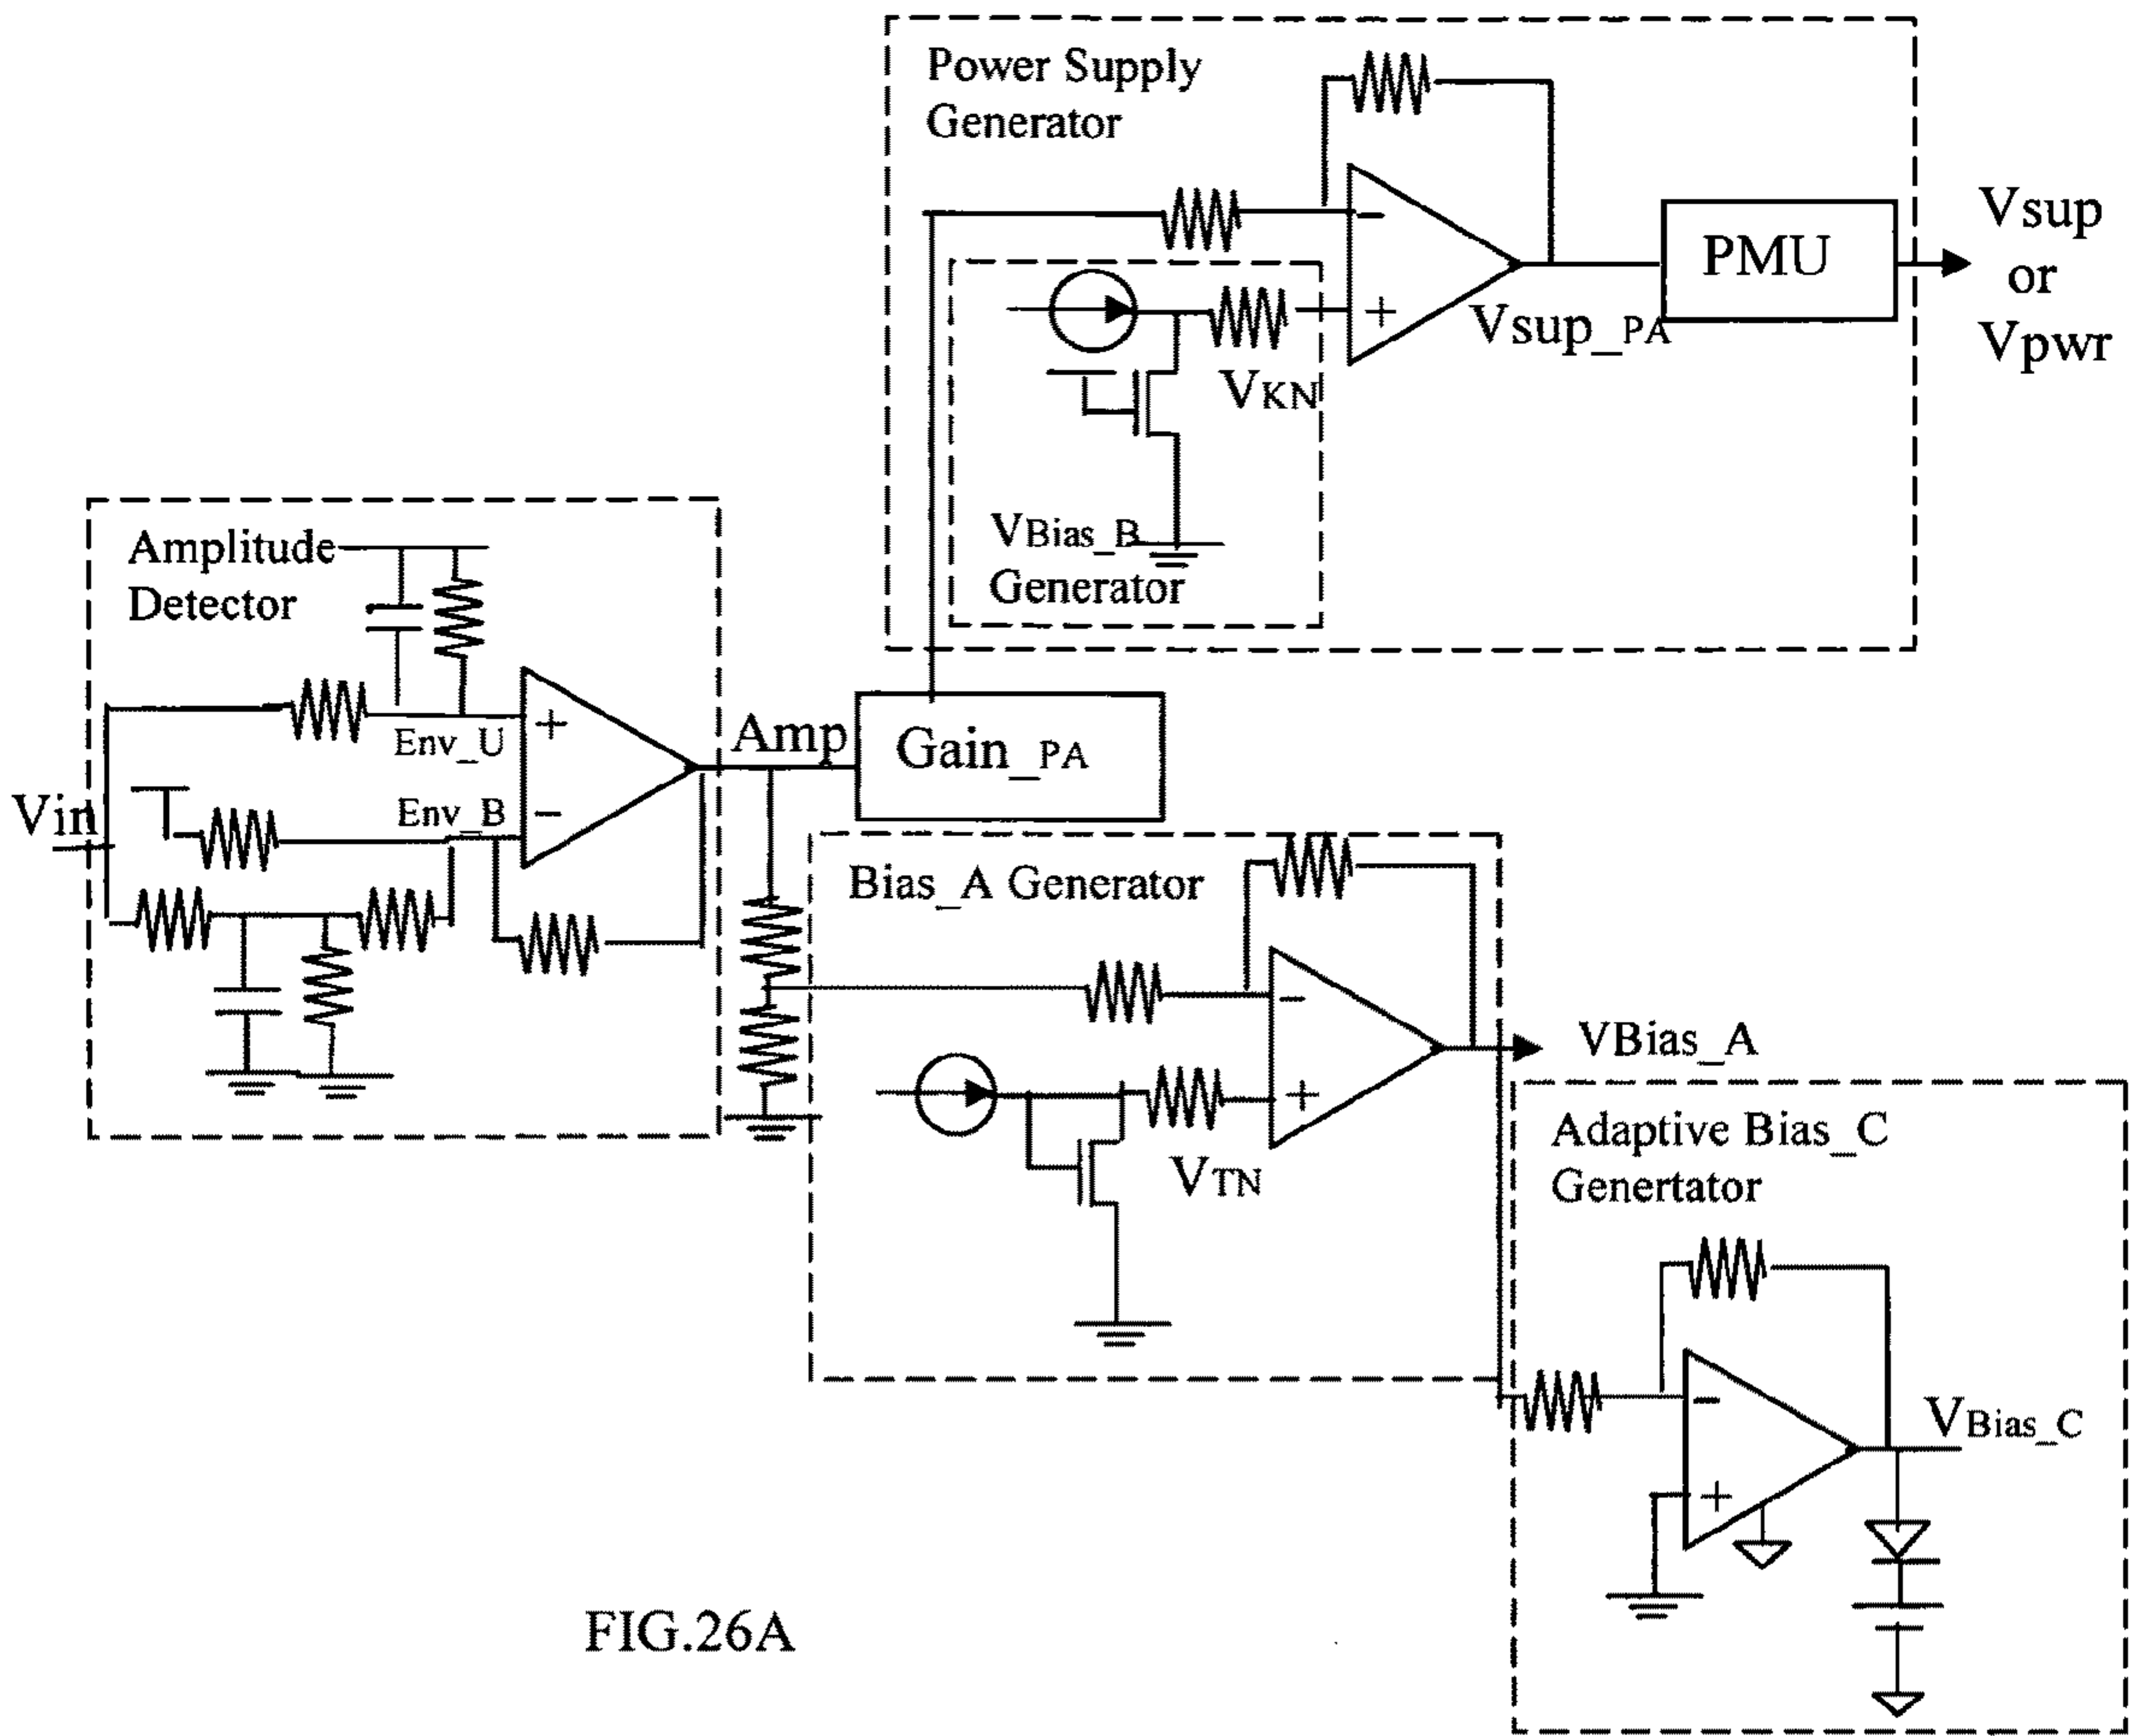 Power Supply
Generator
-
+
VKN
VBias_B
Generator
Vsup_PA
PMU
Vsup
or
Vpwr
Amplitude
Detector
Vin
Env_U
Env_B
+
-
Amp
Gain_PA
Bias_A Generator
-
+
VTN
VBias_A
Adaptive Bias_C
Genertator
-
+
VBias_C
FIG.26A